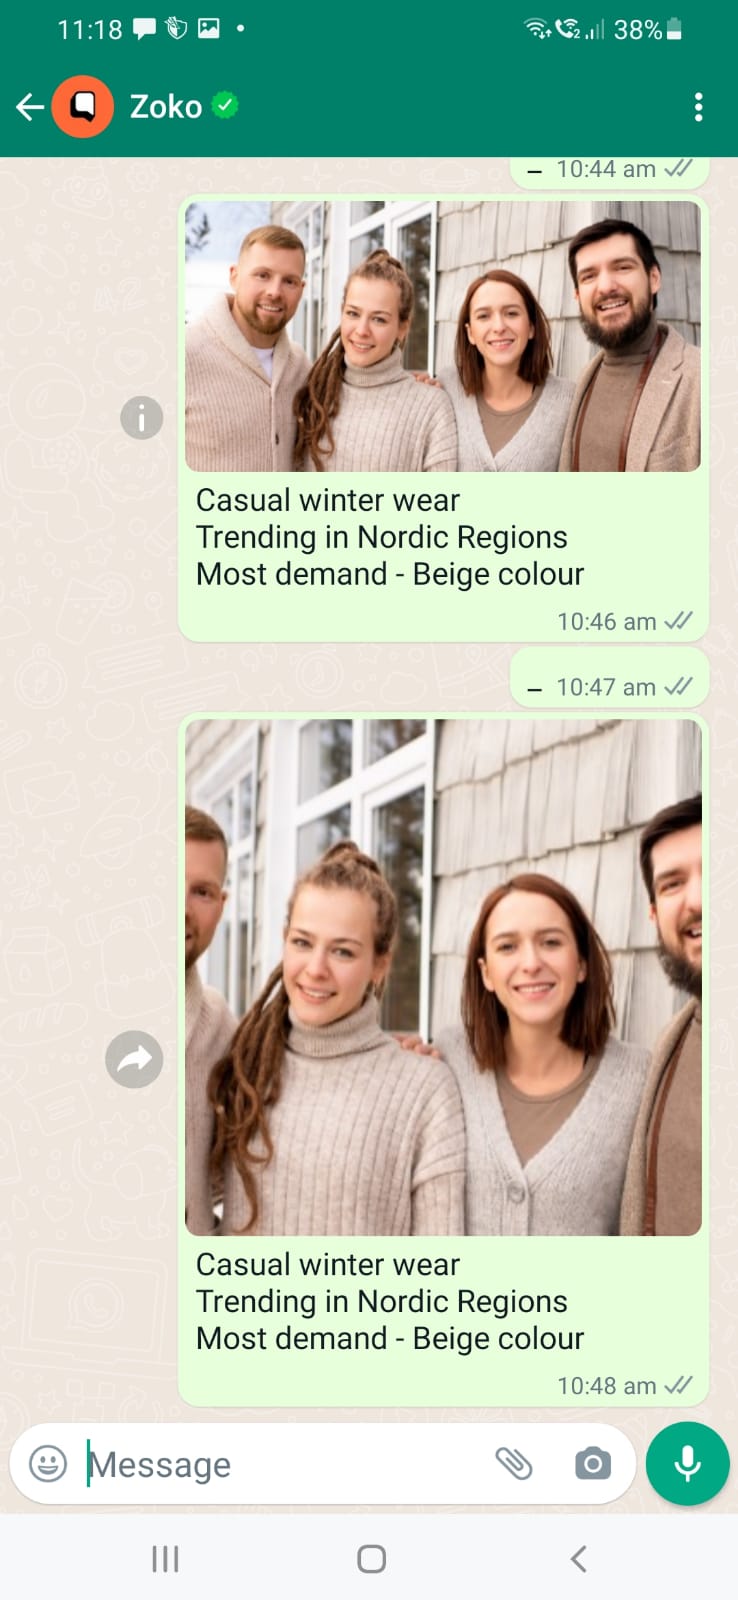 11:18
38%
Zoko
– 10:44 am
Casual winter wear
Trending in Nordic Regions
Most demand - Beige colour
10:46 am
– 10:47 am
Casual winter wear
Trending in Nordic Regions
Most demand - Beige colour
10:48 am
Message